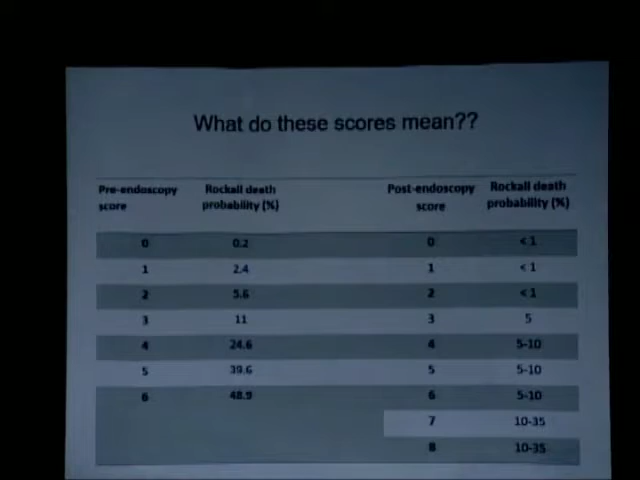 What do these scores mean??
Pre-endoscopy score Rockall death probability (%) Post-endoscopy score Rockall death probability (%)
0 0.2 0 <1
1 2.4 1 <1
2 5.6 2 <1
3 11 3 5
4 24.6 4 5-10
5 39.6 5 5-10
6 48.9 6 5-10
7 10-35
8 10-35